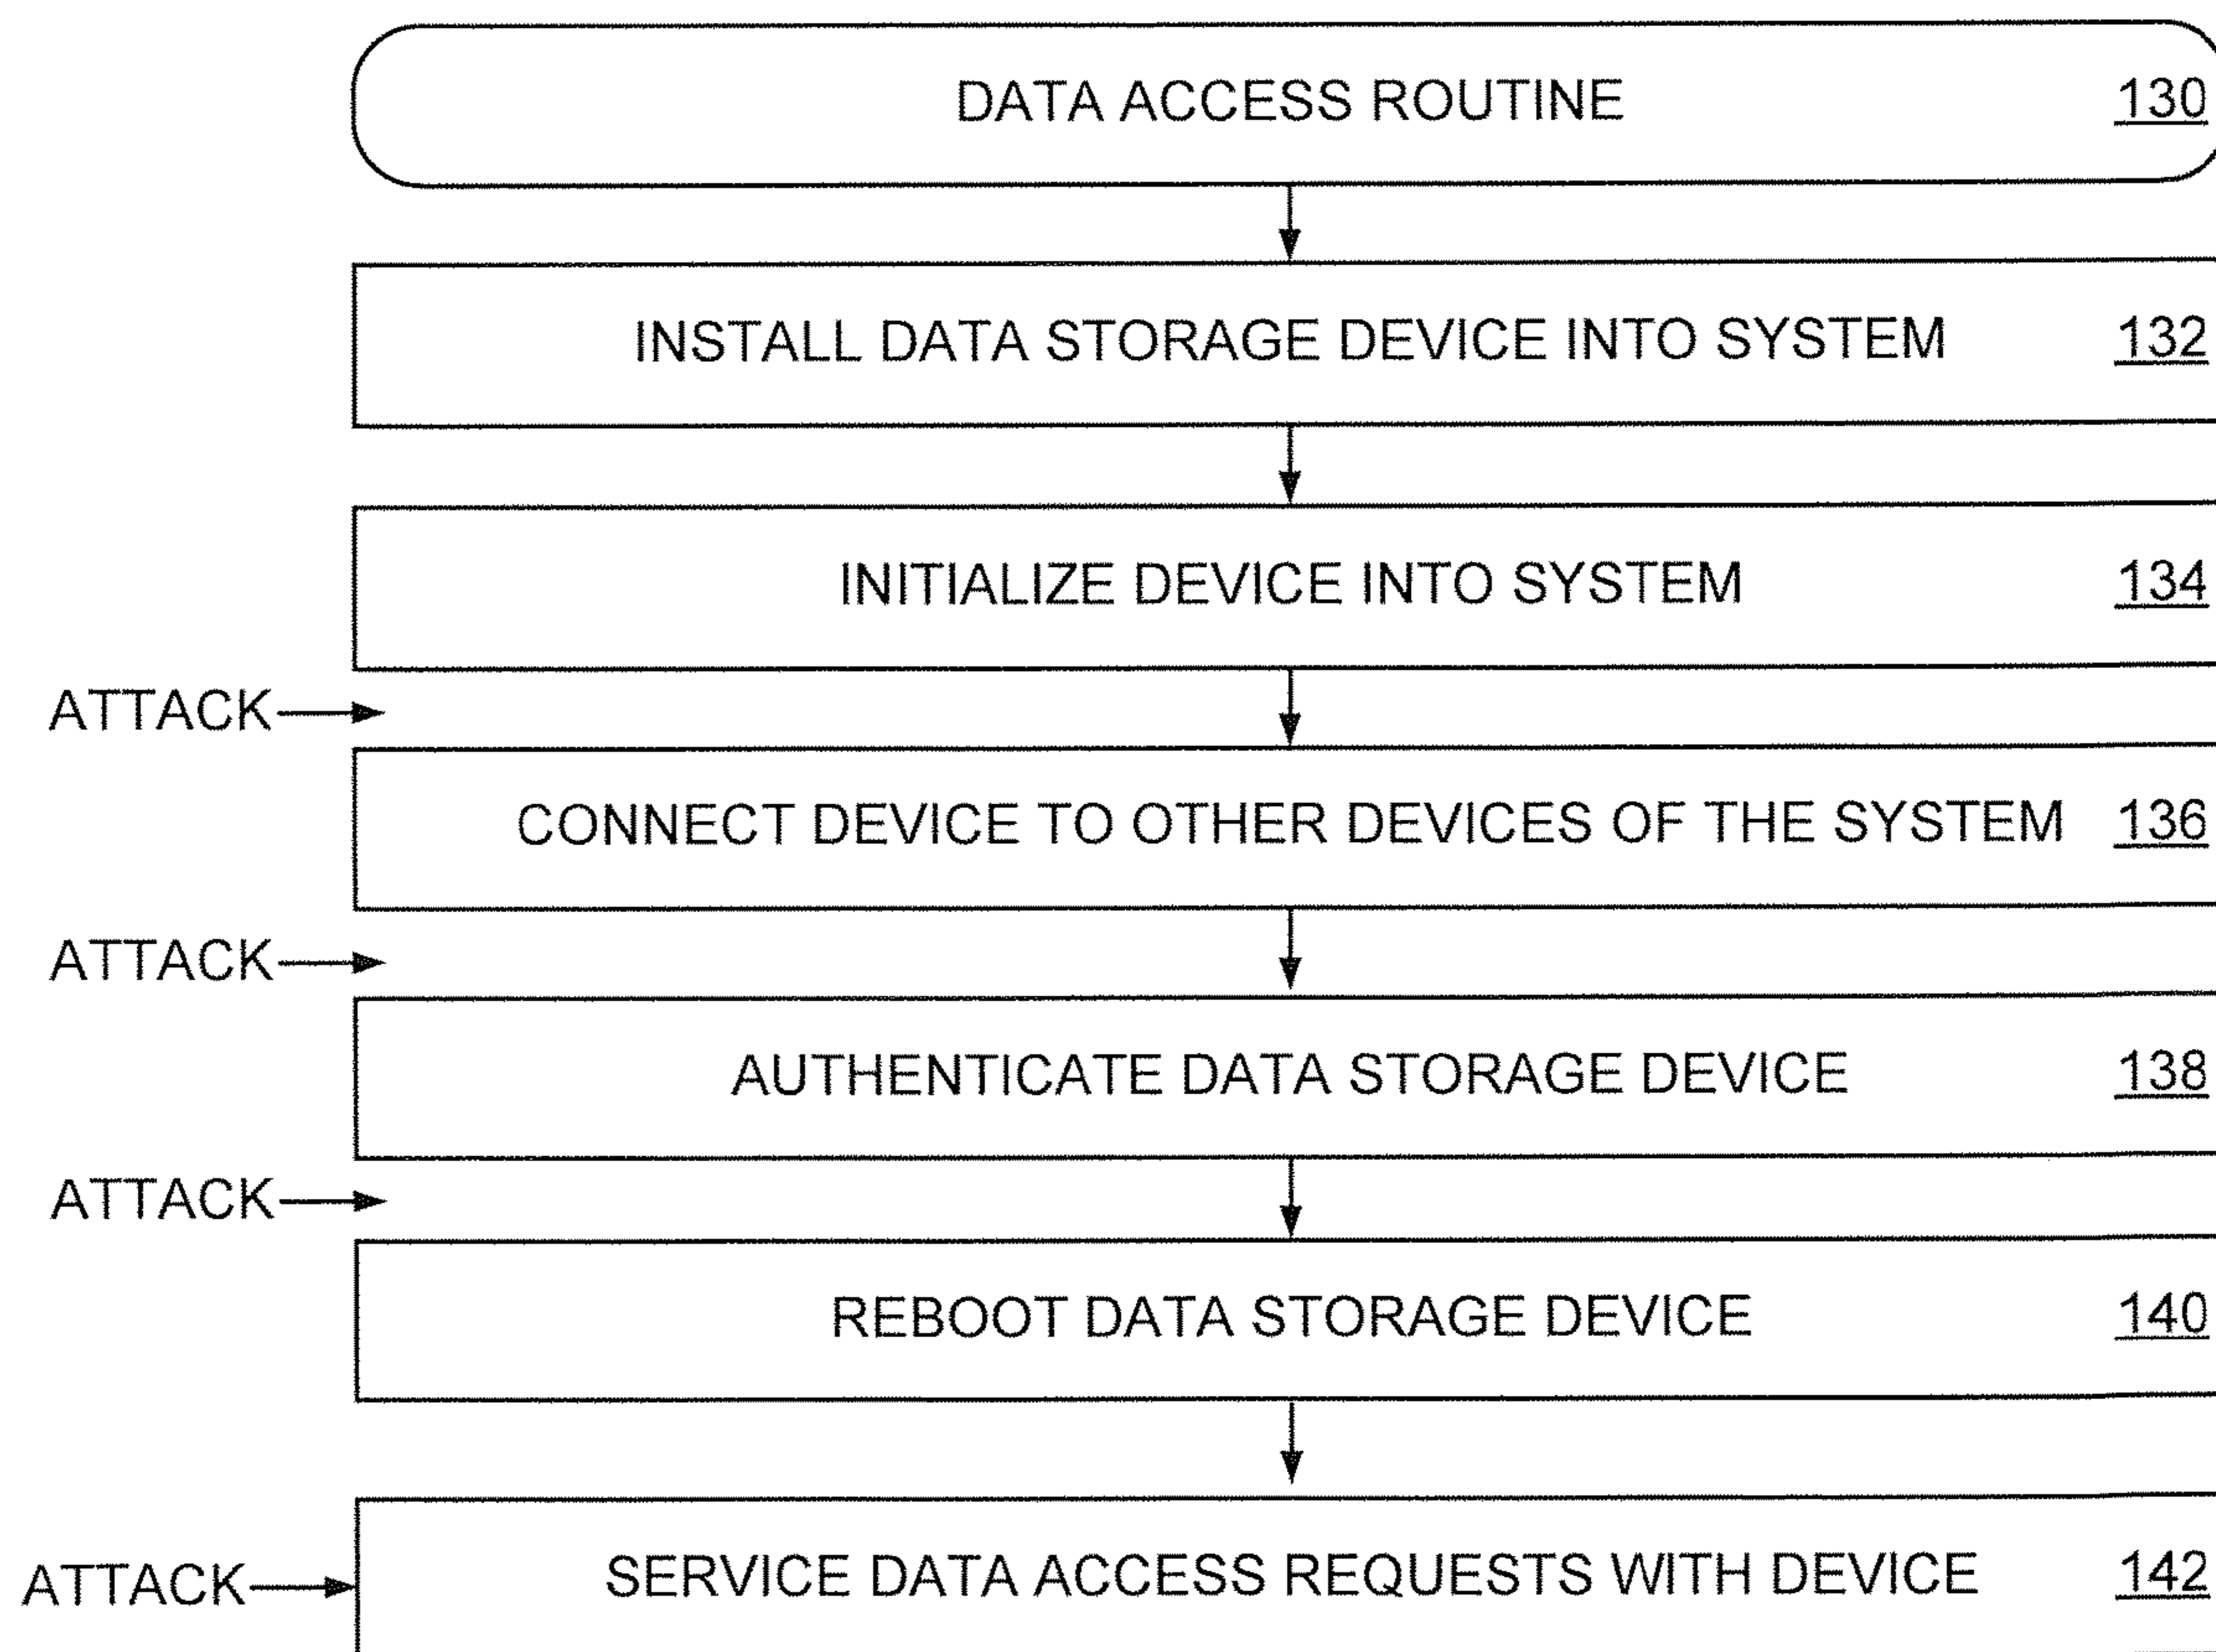 DATA ACCESS ROUTINE 130
INSTALL DATA STORAGE DEVICE INTO SYSTEM 132
INITIALIZE DEVICE INTO SYSTEM 134
ATTACK
CONNECT DEVICE TO OTHER DEVICES OF THE SYSTEM 136
ATTACK
AUTHENTICATE DATA STORAGE DEVICE 138
ATTACK
REBOOT DATA STORAGE DEVICE 140
ATTACK SERVICE DATA ACCESS REQUESTS WITH DEVICE 142